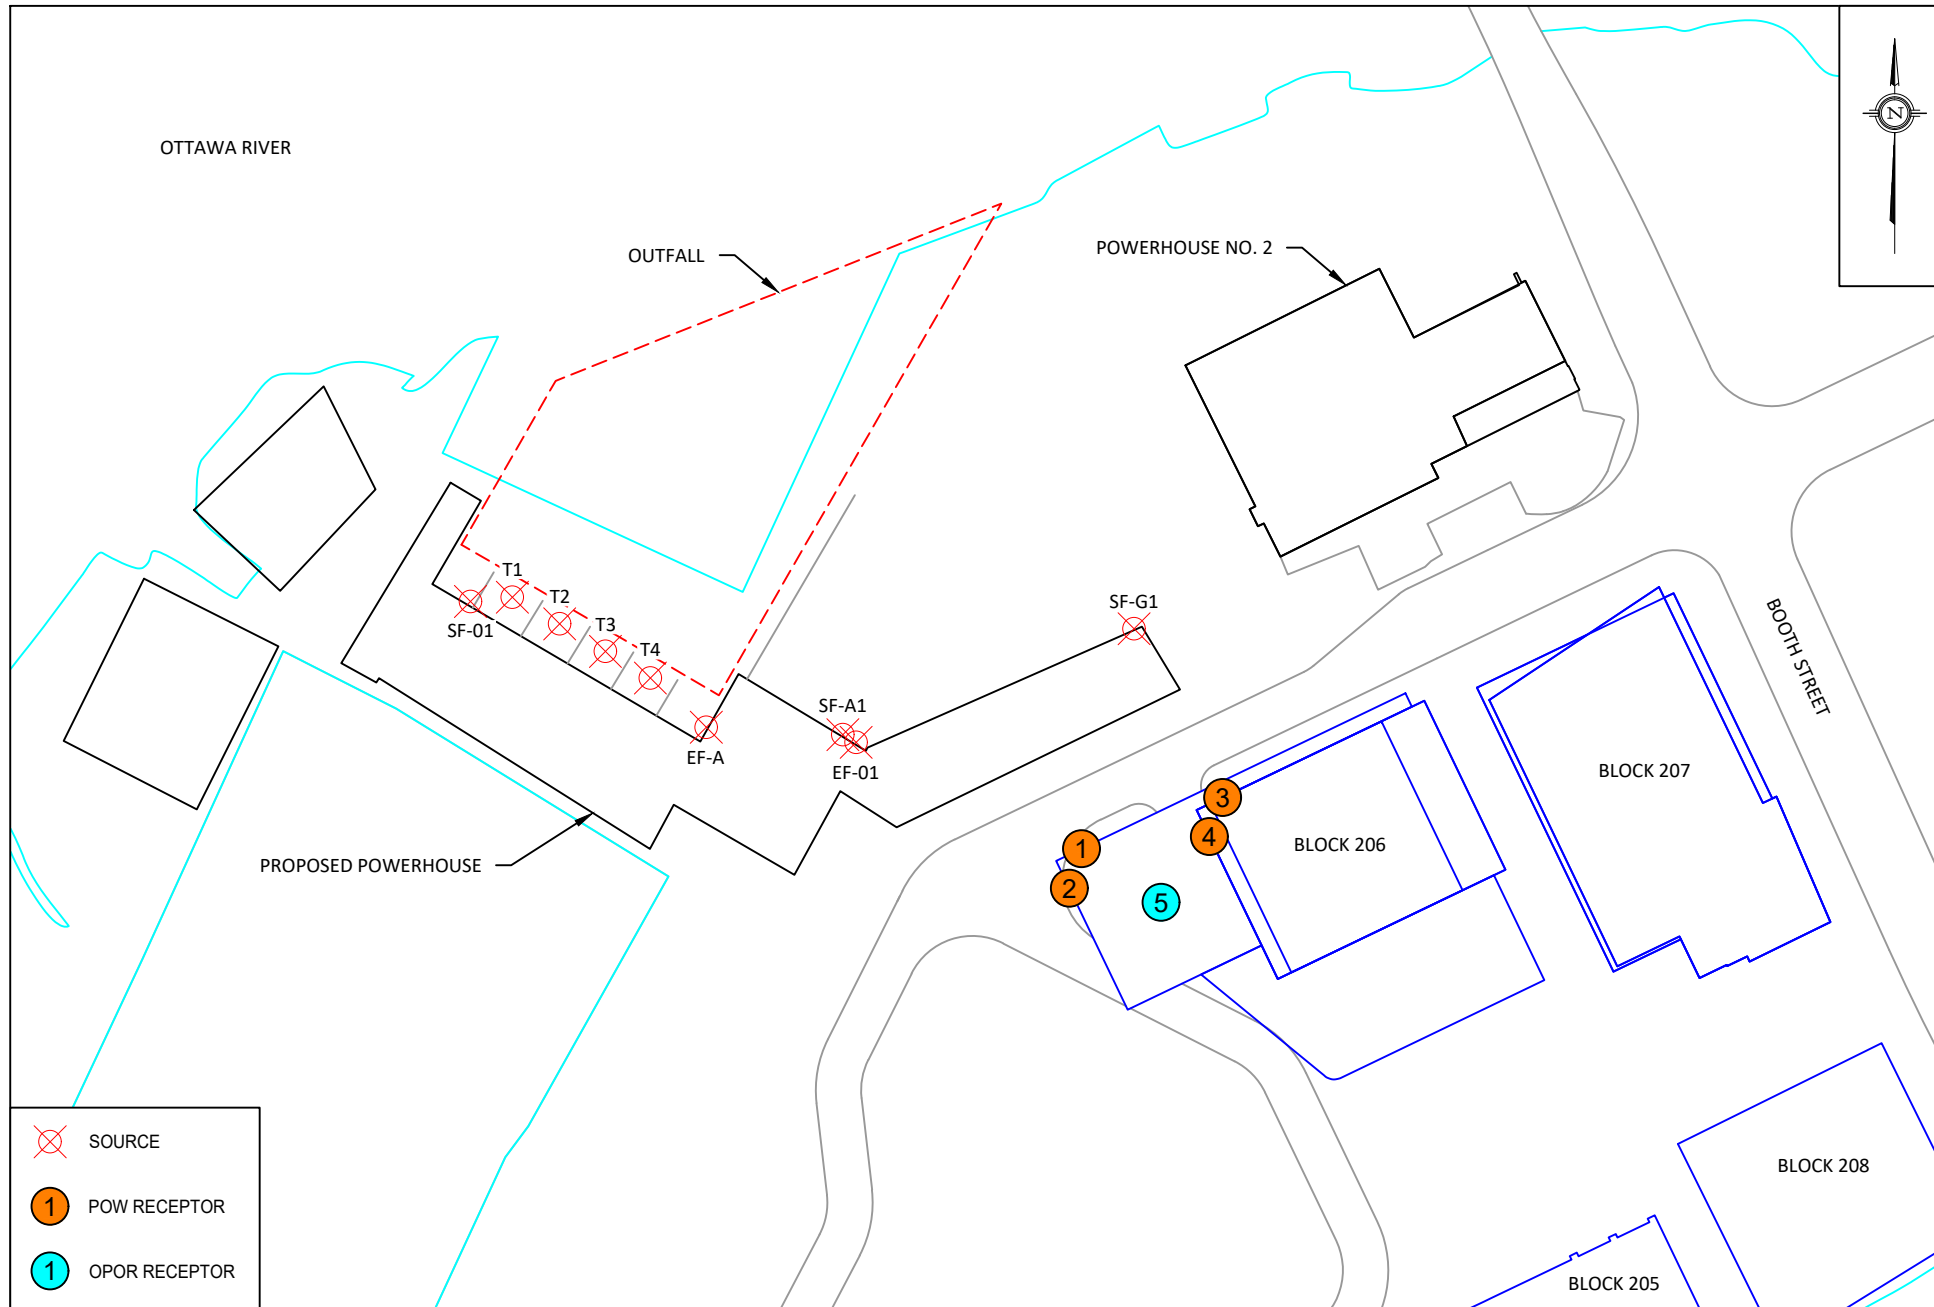 OTTAWA RIVER
N
OUTFALL
POWERHOUSE NO. 2
T1
T2
T3
T4
SF-01
SF-G1
SF-A1
EF-A
EF-01
BOOTH STREET
BLOCK 207
3
4
BLOCK 206
1
2
5
PROPOSED POWERHOUSE
SOURCE
1 POW RECEPTOR
1 OPOR RECEPTOR
BLOCK 208
BLOCK 205